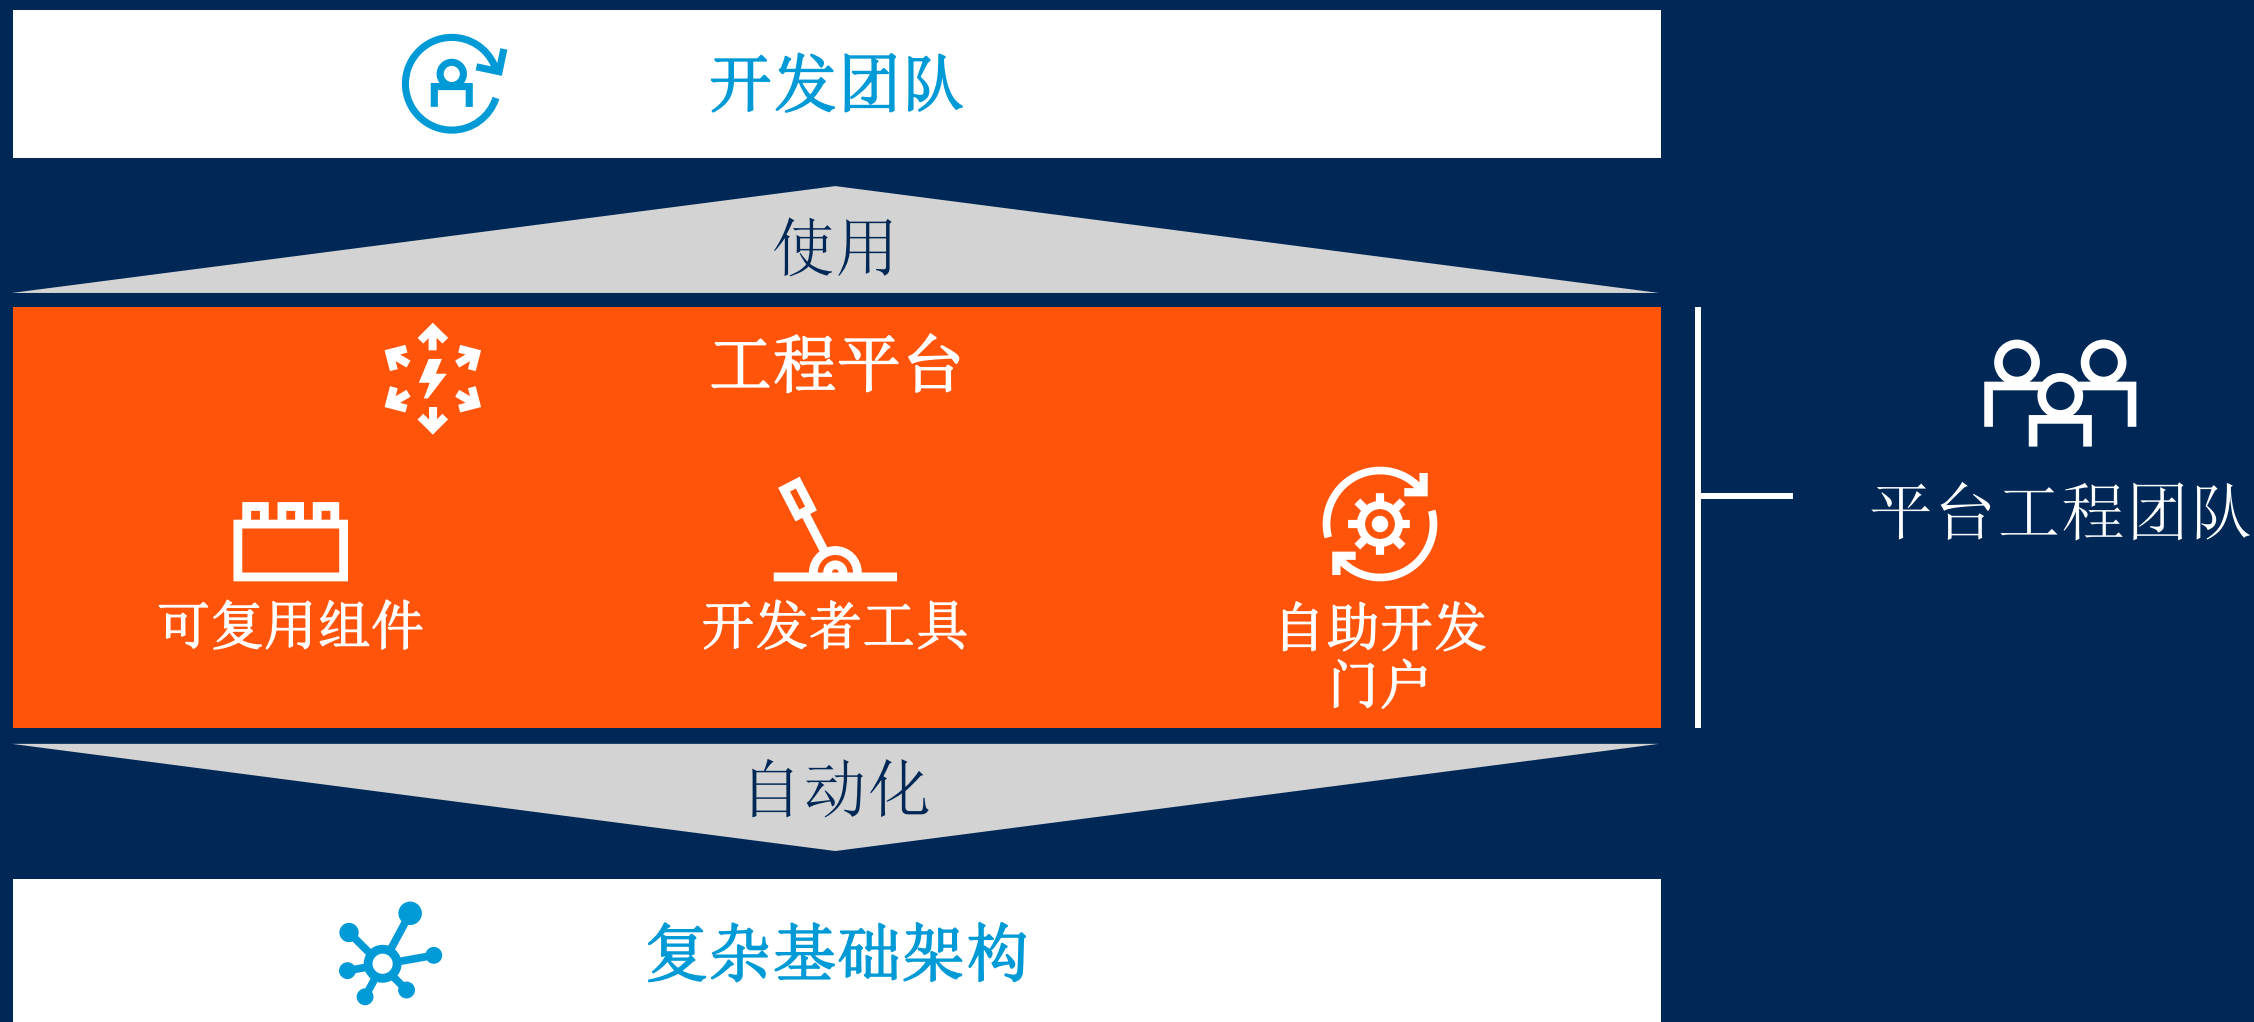 开发团队
使用
工程平台
可复用组件
开发者工具
自助开发
门户
平台工程团队
自动化
复杂基础架构